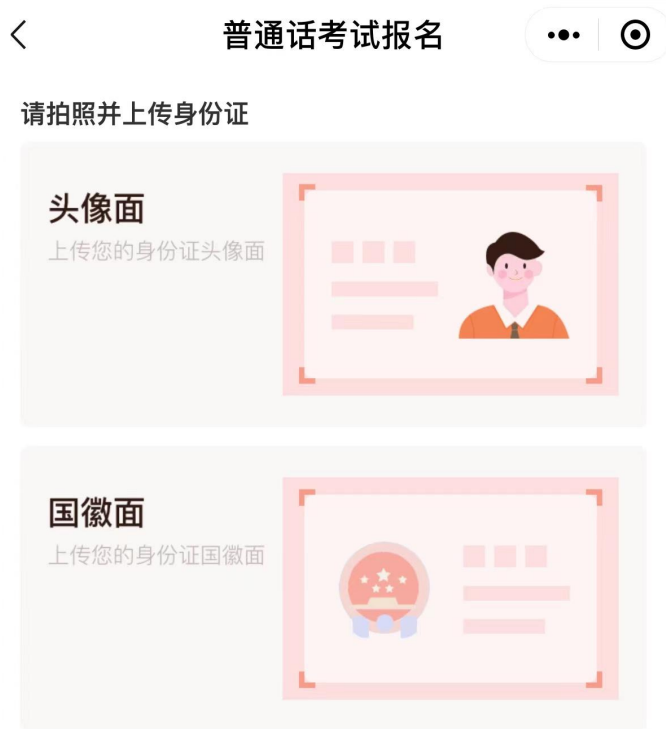 普通话考试报名
请拍照并上传身份证
头像面
上传您的身份证头像面
国徽面
上传您的身份证国徽面